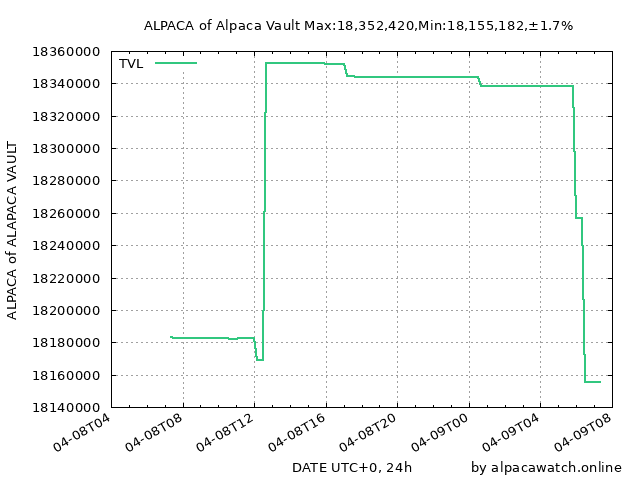 ALPACA of Alpaca Vault Max:18,352,420,Min:18,155,182,±1.7%
TVL
18360000
18340000
18320000
18300000
18280000
18260000
18240000
18220000
18200000
18180000
18160000
18140000
ALPACA of ALAPACA VAULT
04-08T04
04-08T08
04-08T12
04-08T16
04-08T20
04-09T00
04-09T04
04-09T08
DATE UTC+0, 24h
by alpacawatch.online